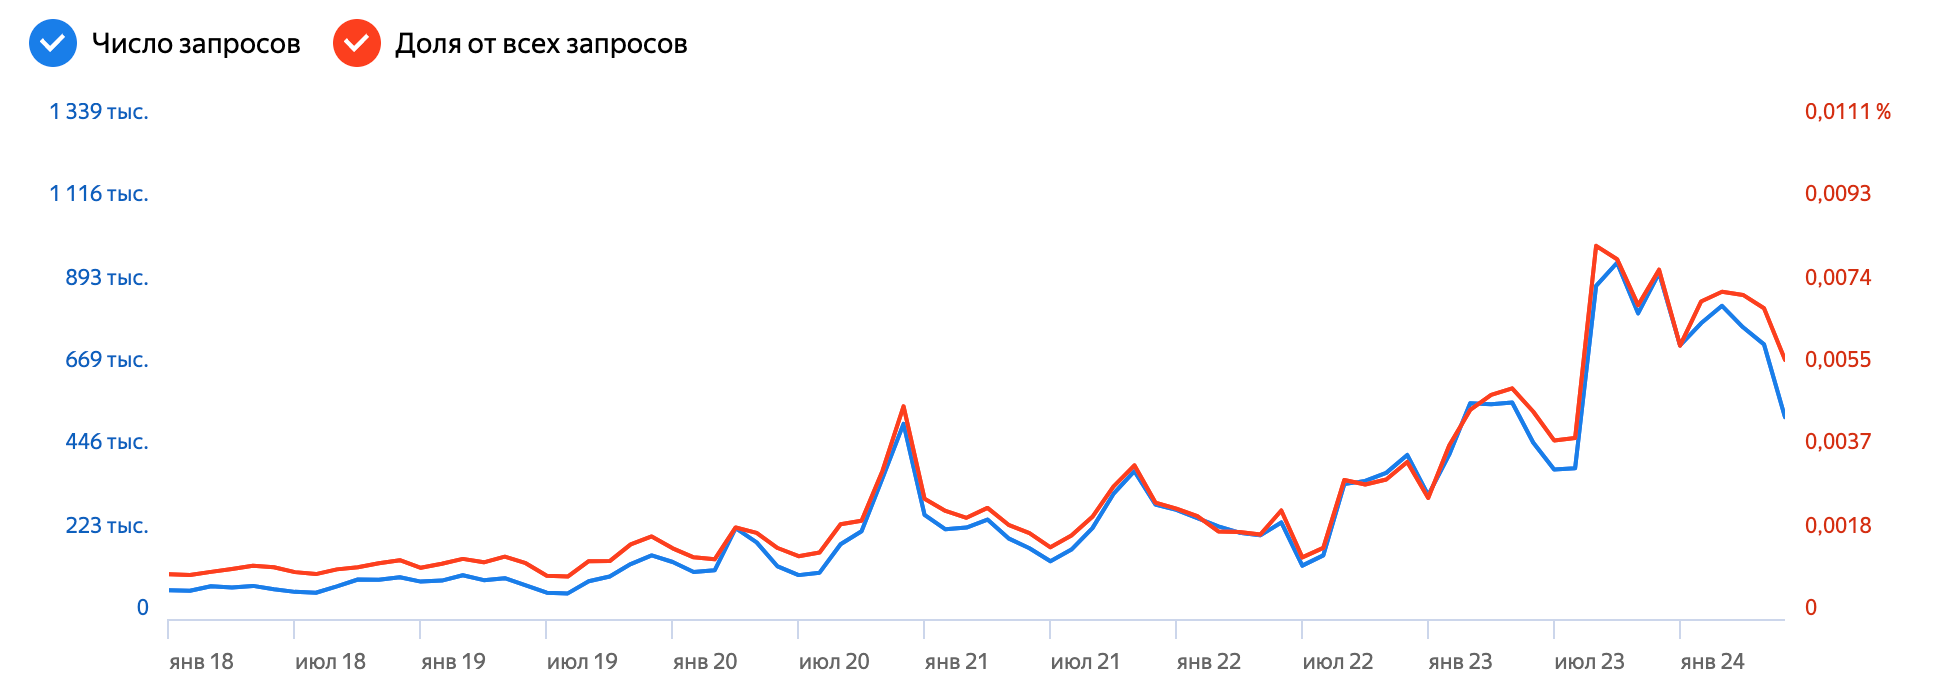 Число запросов Доля от всех запросов
1 339 тыс. 0,0111 %
1 116 тыс. 0,0093
893 тыс. 0,0074
669 тыс. 0,0055
446 тыс. 0,0037
223 тыс. 0,0018
0 0
янв 18 июл 18 янв 19 июл 19 янв 20 июл 20 янв 21 июл 21 янв 22 июл 22 янв 23 июл 23 янв 24